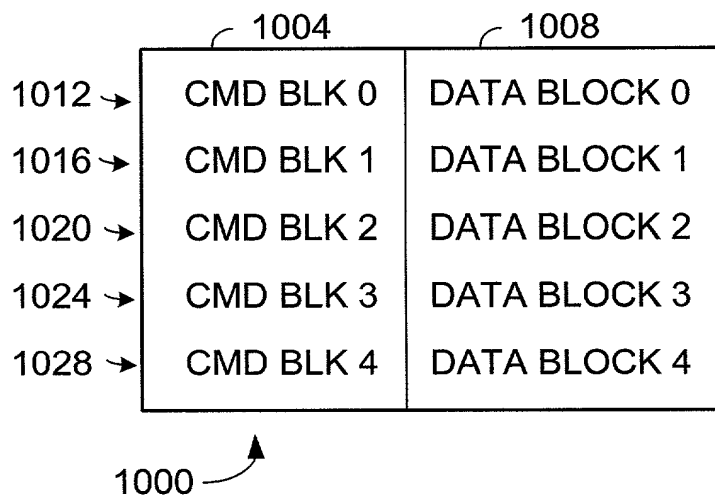 1004 1008
1012 CMD BLK 0 DATA BLOCK 0
1016 CMD BLK 1 DATA BLOCK 1
1020 CMD BLK 2 DATA BLOCK 2
1024 CMD BLK 3 DATA BLOCK 3
1028 CMD BLK 4 DATA BLOCK 4
1000